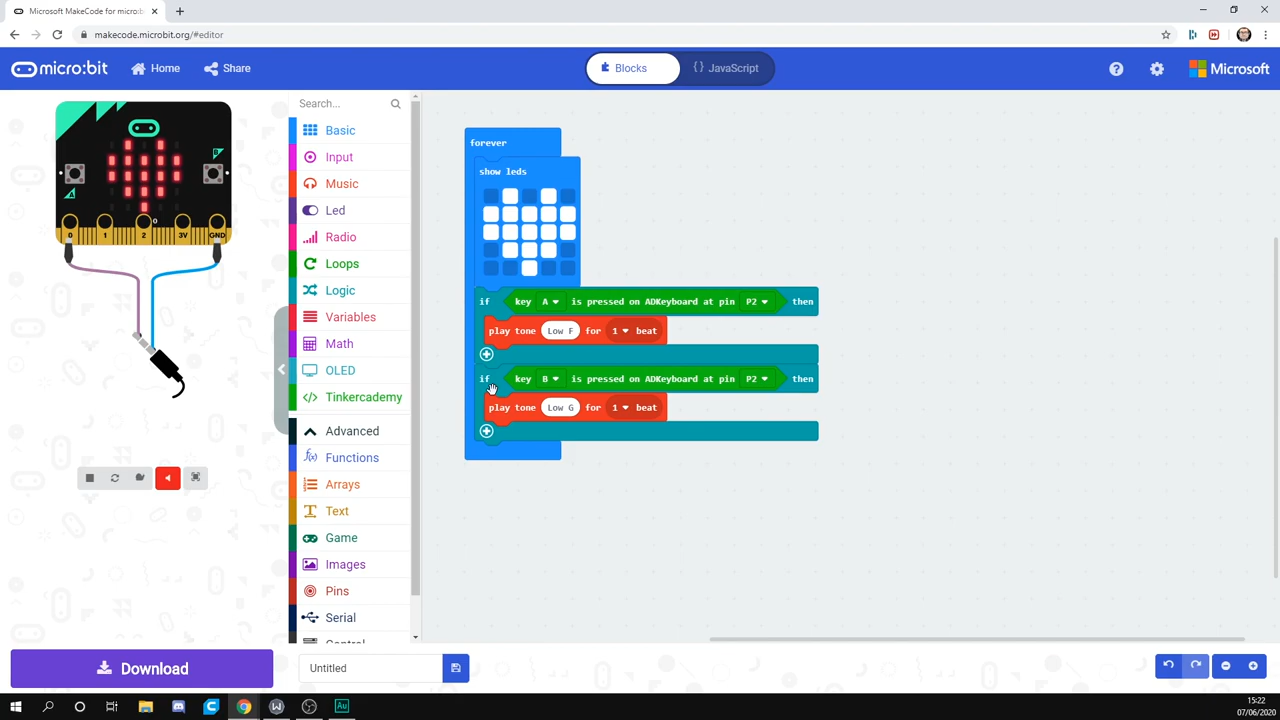 Microsoft MakeCode for micro:b
makecode.microbit.org/#editor
micro:bit
Home
Share
Blocks
{} JavaScript
Microsoft
B
A
0
0 1 2 3V GND
Search...
Basic
Input
Music
Led
Radio
Loops
Logic
Variables
Math
OLED
Tinkercademy
Advanced
Functions
Arrays
Text
Game
Images
Pins
Serial
Control
forever
show leds
if key A is pressed on ADKeyboard at pin P2 then
play tone Low F for 1 beat
if key B is pressed on ADKeyboard at pin P2 then
play tone Low G for 1 beat
Download
Untitled
Au
15:22
07/06/2020